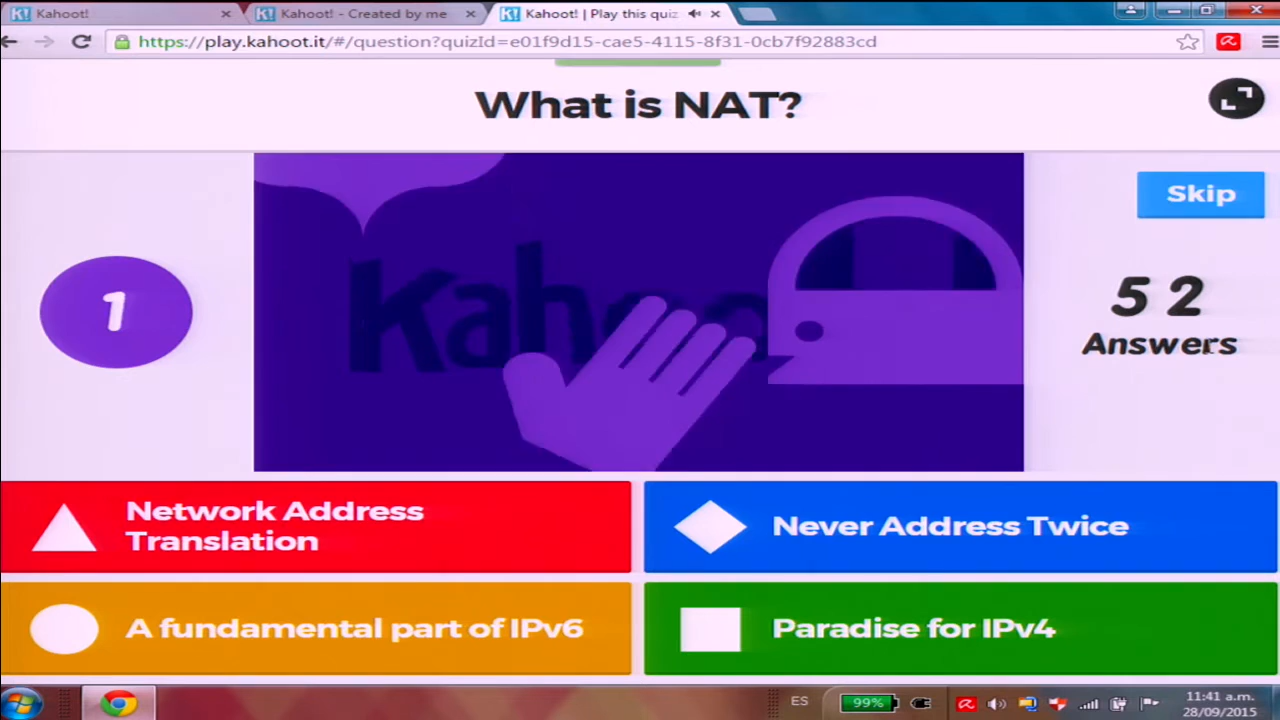 Kahoot!
Kahoot! - Created by me
Kahoot! | Play this quiz
https://play.kahoot.it/#/question?quizId=e01f9d15-cae5-4115-8f31-0cb7f92883cd
What is NAT?
Skip
1
Kahoo
52
Answers
Network Address
Translation
Never Address Twice
A fundamental part of IPv6
Paradise for IPv4
ES
99%
11:41 a.m.
28/09/2015